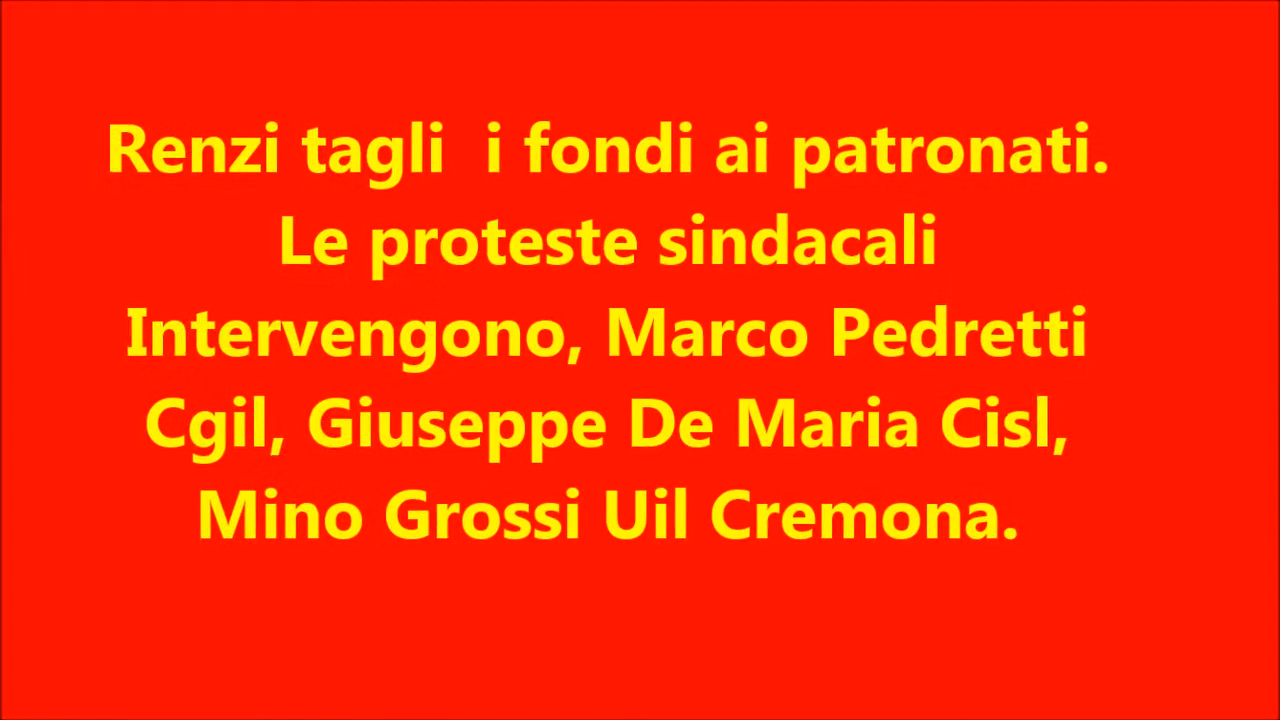 Renzi tagli  i fondi ai patronati.
Le proteste sindacali
Intervengono, Marco Pedretti
Cgil, Giuseppe De Maria Cisl,
Mino Grossi Uil Cremona.